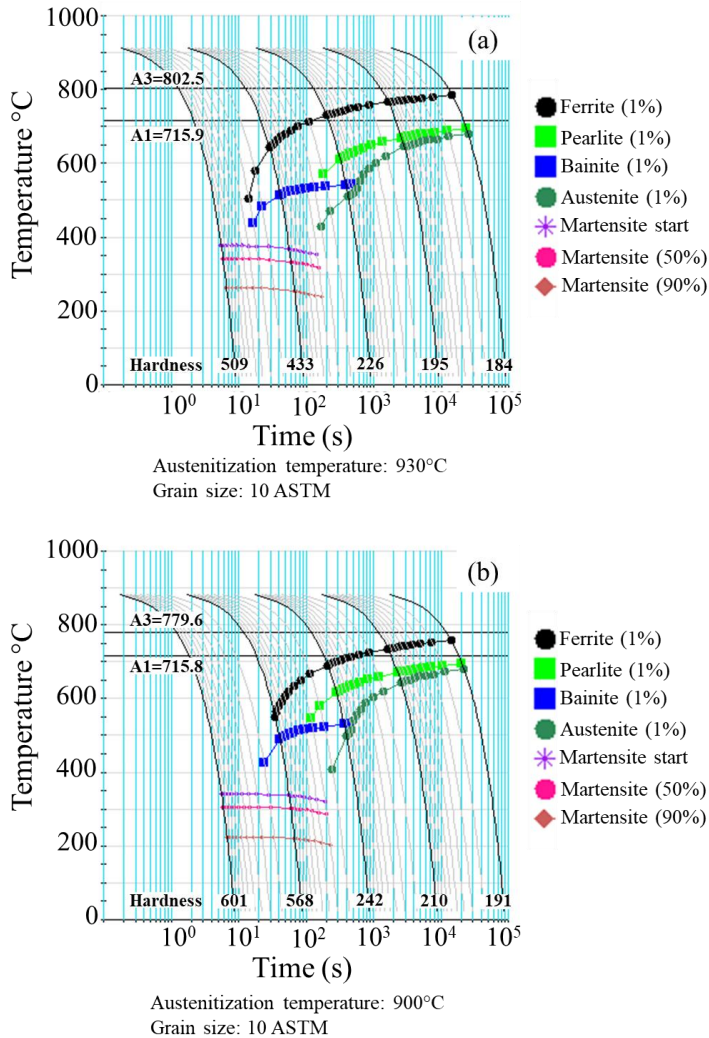 1000
(a)
A3=802.5
Ferrite (1%)
800
Pearlite (1%)
A1=715.9
Bainite (1%)
600
Austenite (1%)
Temperature °C
Martensite start
400
Martensite (50%)
Martensite (90%)
200
Hardness 509 433 226 195 184
0
10^0 10^1 10^2 10^3 10^4 10^5
Time (s)
Austenitization temperature: 930°C
Grain size: 10 ASTM
1000
(b)
A3=779.6
Ferrite (1%)
800
Pearlite (1%)
A1=715.8
Bainite (1%)
600
Austenite (1%)
Temperature °C
Martensite start
400
Martensite (50%)
Martensite (90%)
200
Hardness 601 568 242 210 191
0
10^0 10^1 10^2 10^3 10^4 10^5
Time (s)
Austenitization temperature: 900°C
Grain size: 10 ASTM